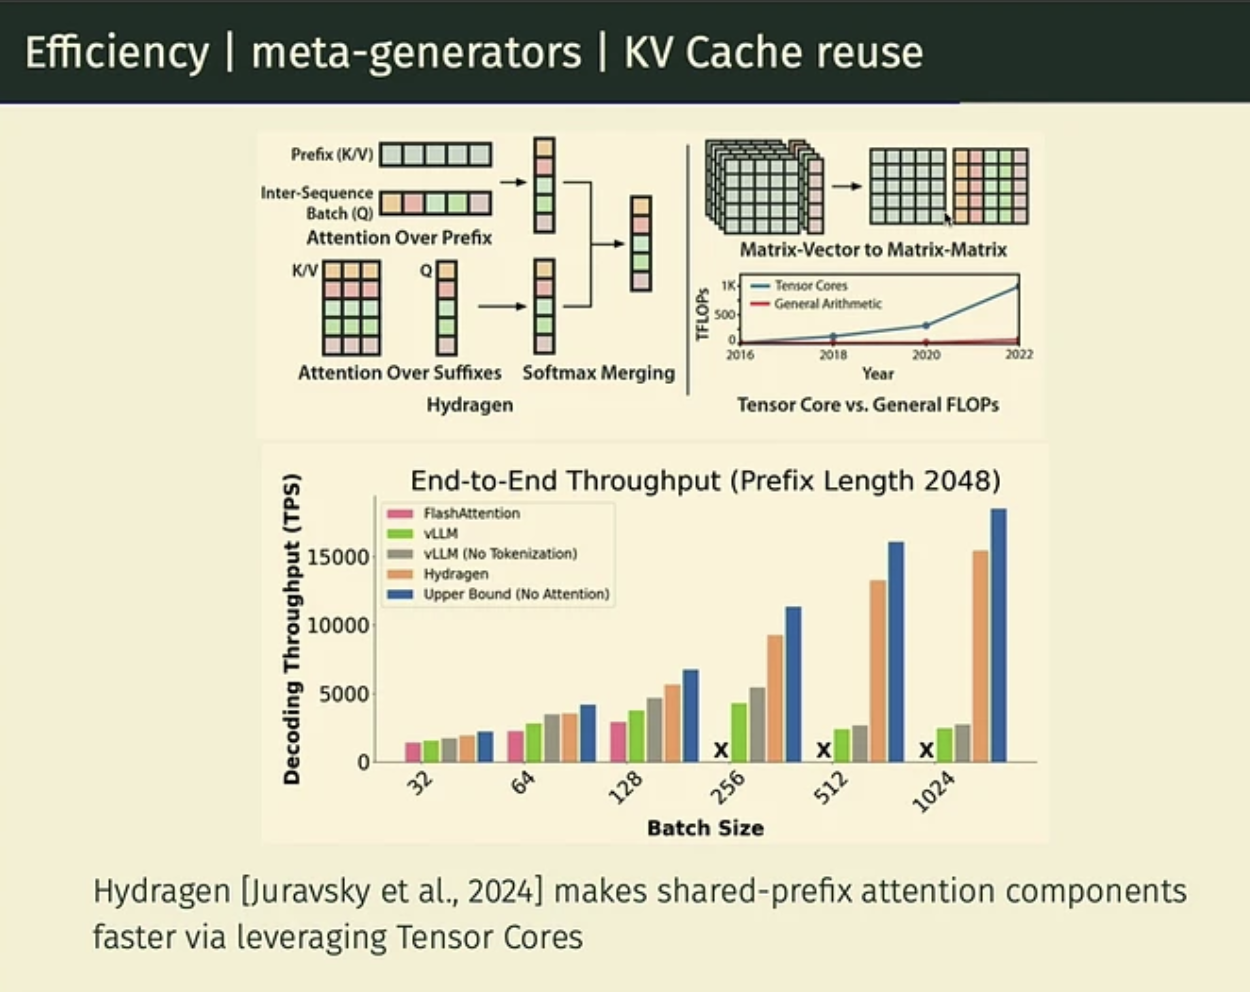 Efficiency | meta-generators | KV Cache reuse
Prefix (K/V)
Inter-Sequence
Batch (Q)
Attention Over Prefix
K/V
Q
Attention Over Suffixes
Softmax Merging
Hydragen
Matrix-Vector to Matrix-Matrix
TFLOPs
1K
500
0
Tensor Cores
General Arithmetic
2016 2018 2020 2022
Year
Tensor Core vs. General FLOPs
End-to-End Throughput (Prefix Length 2048)
Decoding Throughput (TPS)
FlashAttention
vLLM
vLLM (No Tokenization)
Hydragen
Upper Bound (No Attention)
15000
10000
5000
0
X X X
32 64 128 256 512 1024
Batch Size
Hydragen [Juravsky et al., 2024] makes shared-prefix attention components
faster via leveraging Tensor Cores